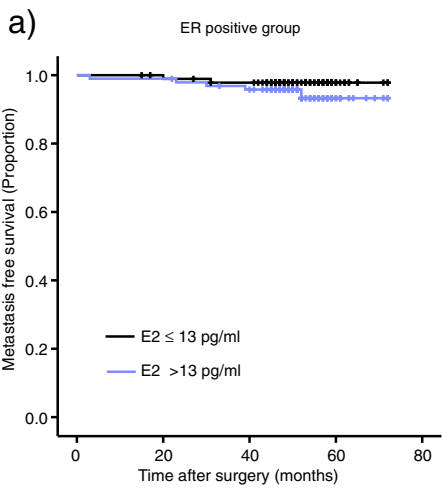 a)
ER positive group
Metastasis free survival (Proportion)
1.0
0.8
0.6
0.4
0.2
0.0
E2 ≤ 13 pg/ml
E2 >13 pg/ml
0 20 40 60 80
Time after surgery (months)